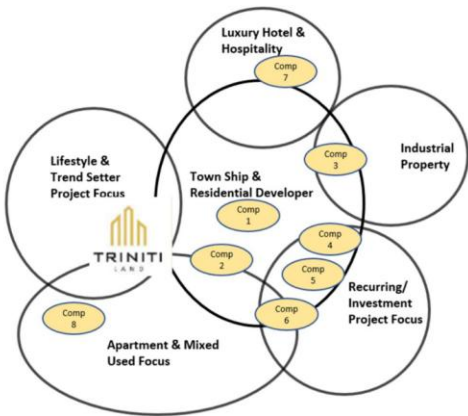 Luxury Hotel &
Hospitality
Comp
7
Lifestyle &
Trend Setter
Project Focus
Town Ship &
Residential Developer
Comp
3
Industrial
Property
Comp
1
TRINITI
LAND
Comp
2
Comp
4
Comp
5
Recurring/
Investment
Project Focus
Comp
6
Comp
8
Apartment & Mixed
Used Focus